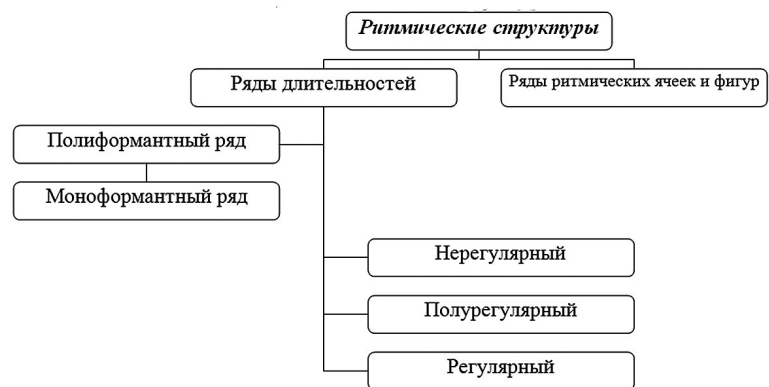 Ритмические структуры
Ряды длительностей
Ряды ритмических ячеек и фигур
Полиформантный ряд
Моноформантный ряд
Нерегулярный
Полурегулярный
Регулярный